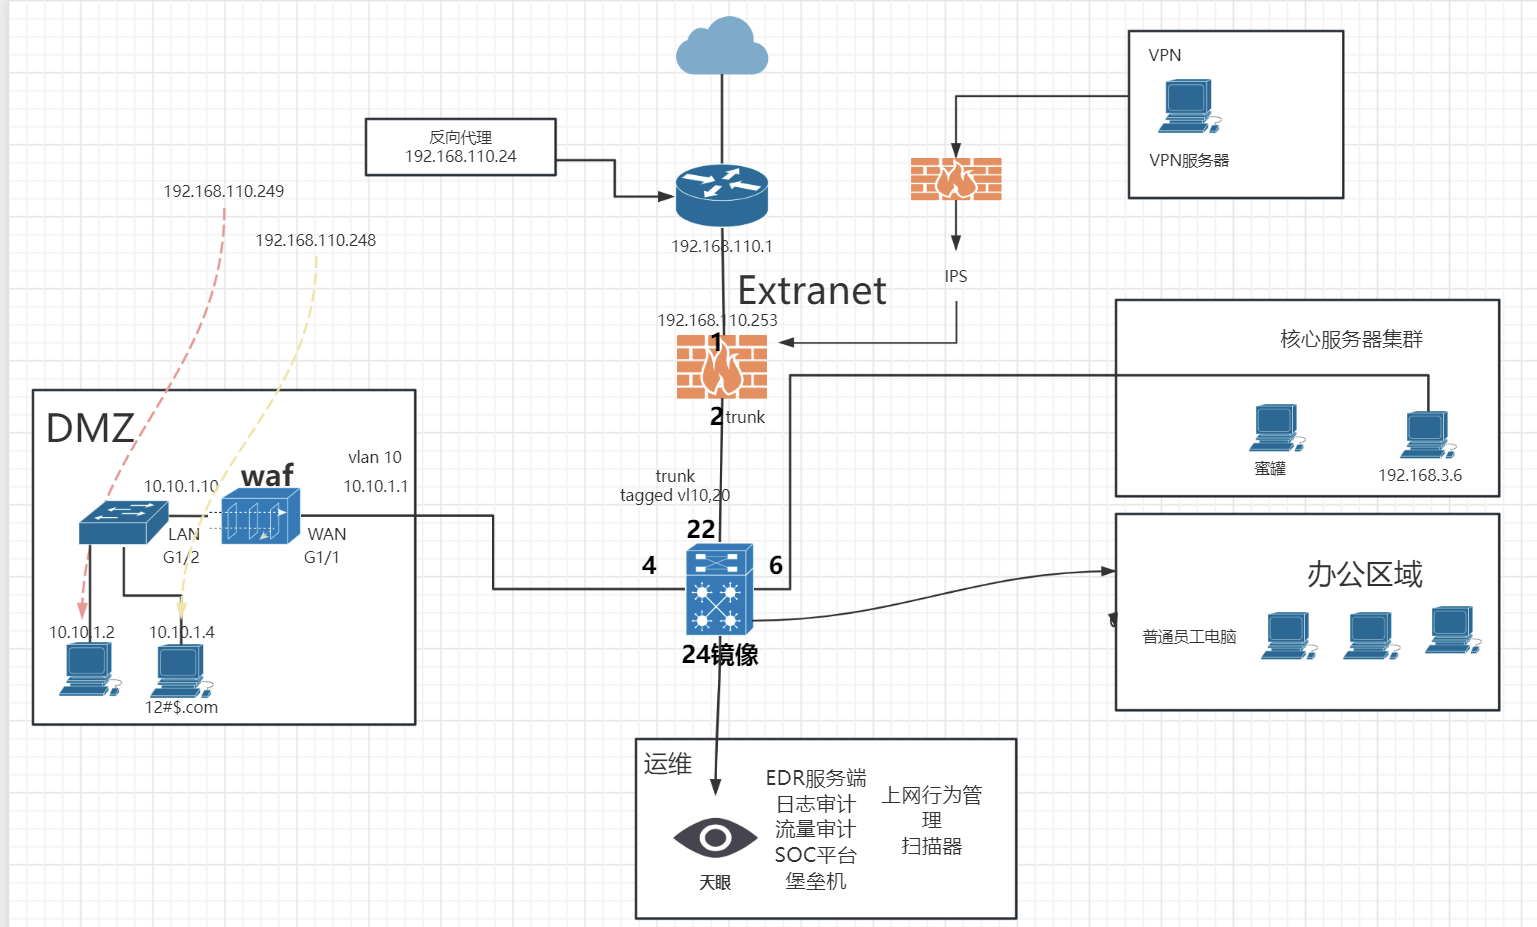 VPN
VPN服务器
反向代理
192.168.110.24
192.168.110.249
192.168.110.248
192.168.110.1
Extranet
IPS
192.168.110.253
1
2
trunk
核心服务器集群
蜜罐
192.168.3.6
DMZ
vlan 10
waf
10.10.1.10
10.10.1.1
LAN
G1/2
WAN
G1/1
10.10.1.2
10.10.1.4
12#$.com
trunk
tagged vl10,20
22
4
6
24镜像
办公区域
普通员工电脑
运维
EDR服务端
日志审计
流量审计
SOC平台
堡垒机
上网行为管
理
扫描器
天眼